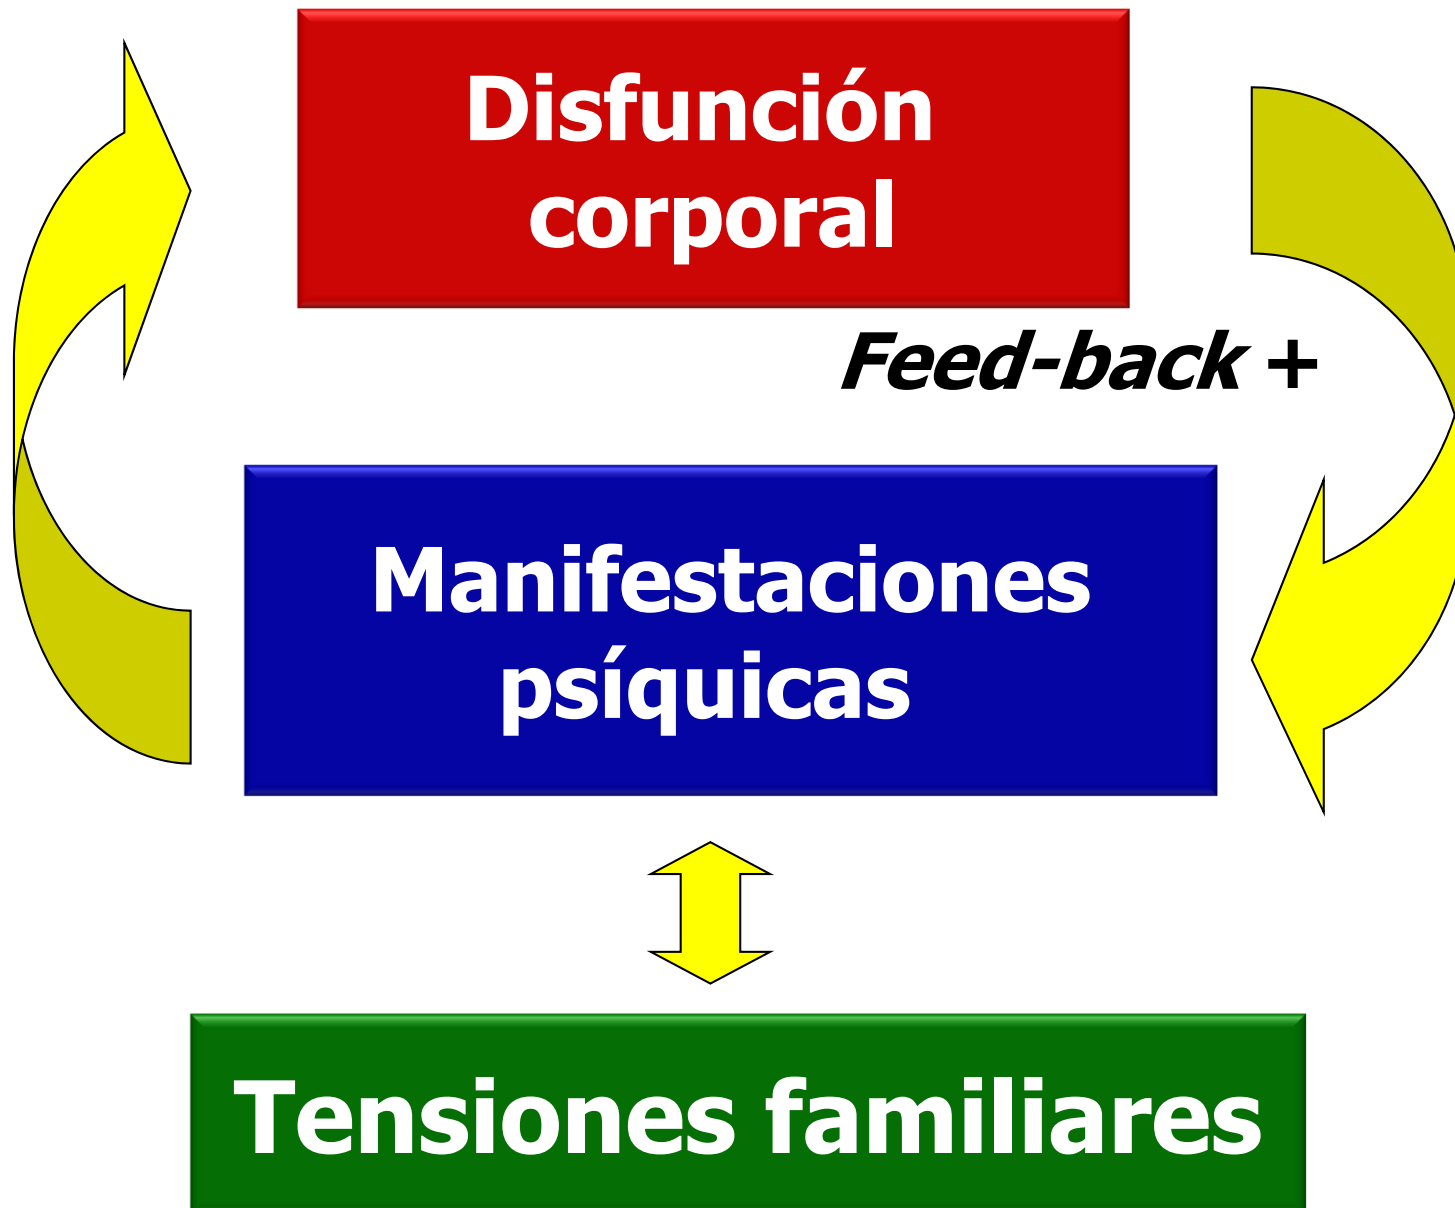 Disfunción
corporal
Feed-back +
Manifestaciones
psíquicas
Tensiones familiares